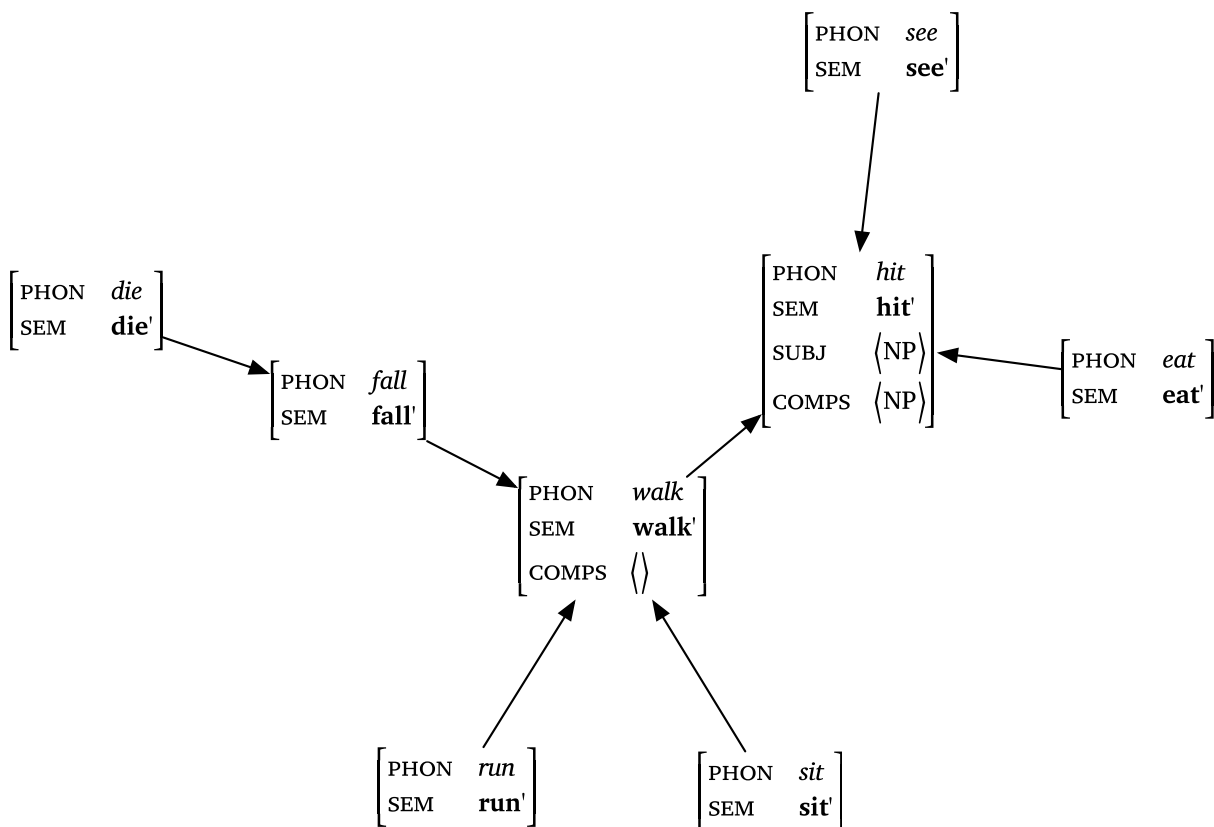 PHON see
SEM see'
PHON die
SEM die'
PHON hit
SEM hit'
SUBJ ⟨NP⟩
COMPS ⟨NP⟩
PHON eat
SEM eat'
PHON fall
SEM fall'
PHON walk
SEM walk'
COMPS ⟨⟩
PHON run
SEM run'
PHON sit
SEM sit'